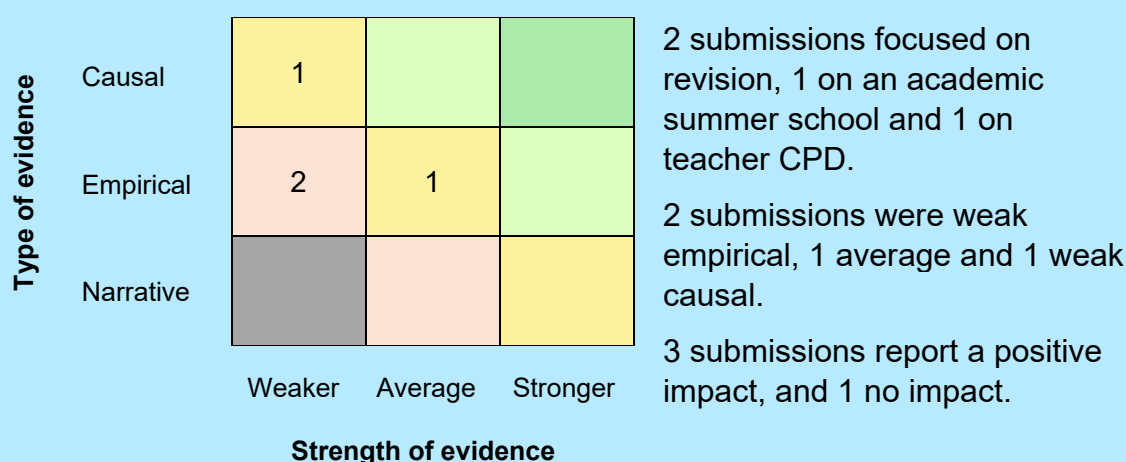 Type of evidence
Causal
1
Empirical
2
1
Narrative
Weaker
Average
Stronger
Strength of evidence
2 submissions focused on
revision, 1 on an academic
summer school and 1 on
teacher CPD.
2 submissions were weak
empirical, 1 average and 1 weak
causal.
3 submissions report a positive
impact, and 1 no impact.